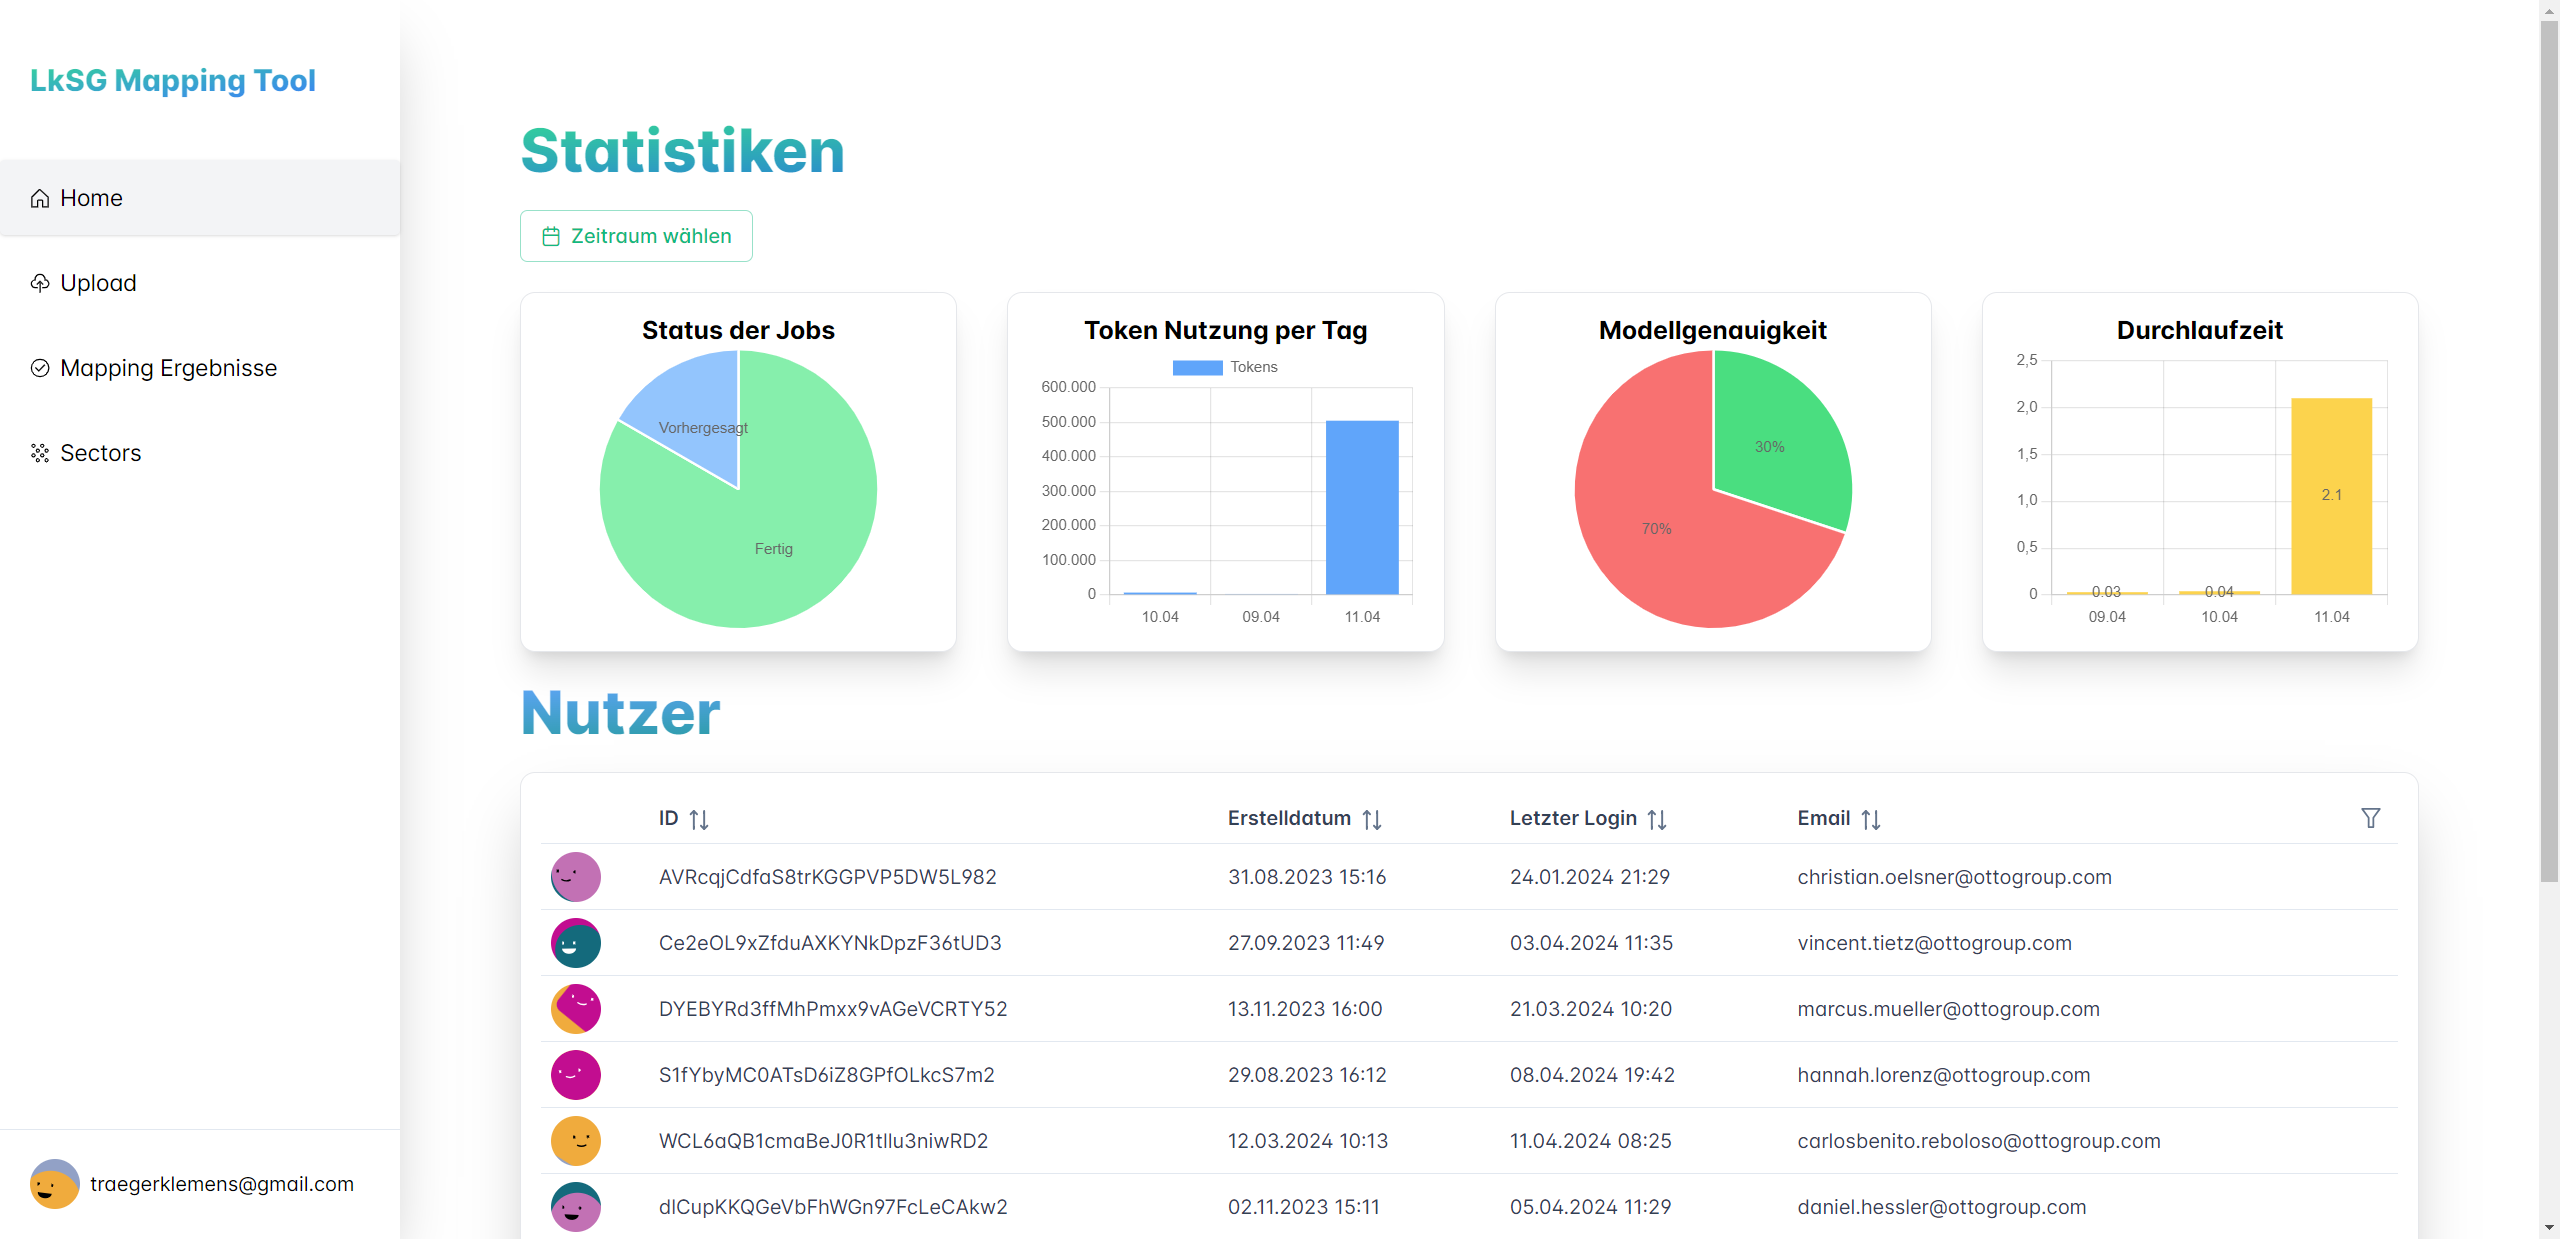 LkSG Mapping Tool
Home
Upload
Mapping Ergebnisse
Sectors
traegerklemens@gmail.com
Statistiken
Zeitraum wählen
Status der Jobs
Vorhergesagt
Fertig
Token Nutzung per Tag
Tokens
600.000
500.000
400.000
300.000
200.000
100.000
0
10.04 09.04 11.04
Modellgenauigkeit
30%
70%
Durchlaufzeit
2,5
2,0
1,5
1,0
0,5
0
0.03 0.04 2.1
09.04 10.04 11.04
Nutzer
ID Erstelldatum Letzter Login Email
AVRcqjCdfaS8trKGGPVP5DW5L982 31.08.2023 15:16 24.01.2024 21:29 christian.oelsner@ottogroup.com
Ce2eOL9xZfduAXKYNkDpzF36tUD3 27.09.2023 11:49 03.04.2024 11:35 vincent.tietz@ottogroup.com
DYEBYRd3ffMhPmxx9vAGeVCRTY52 13.11.2023 16:00 21.03.2024 10:20 marcus.mueller@ottogroup.com
S1fYbyMC0ATsD6iZ8GPfOLkcS7m2 29.08.2023 16:12 08.04.2024 19:42 hannah.lorenz@ottogroup.com
WCL6aQB1cmaBeJ0R1tllu3niwRD2 12.03.2024 10:13 11.04.2024 08:25 carlosbenito.reboloso@ottogroup.com
dlCupKKQGeVbFhWGn97FcLeCAkw2 02.11.2023 15:11 05.04.2024 11:29 daniel.hessler@ottogroup.com